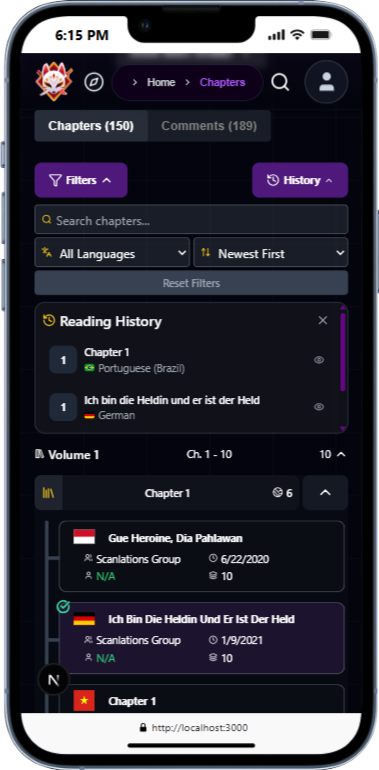 6:15 PM
Home
Chapters
Chapters (150)
Comments (189)
Filters
History
Search chapters...
All Languages
Newest First
Reset Filters
Reading History
1
Chapter 1
Portuguese (Brazil)
1
Ich bin die Heldin und er ist der Held
German
Volume 1
Ch. 1 - 10
10
Chapter 1
6
Gue Heroine, Dia Pahlawan
Scanlations Group
6/22/2020
N/A
10
Ich Bin Die Heldin Und Er Ist Der Held
Scanlations Group
1/9/2021
N/A
10
N
Chapter 1
http://localhost:3000